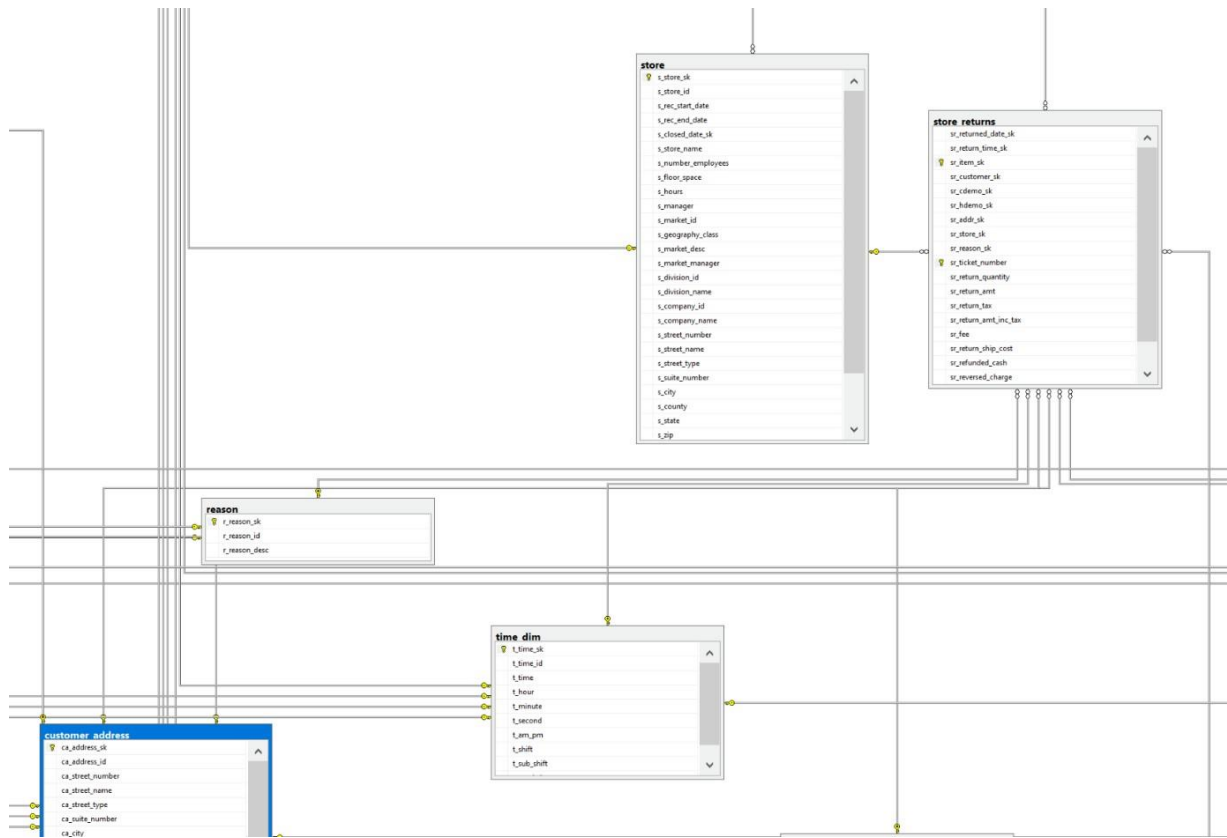 store
s_store_sk
s_store_id
s_rec_start_date
s_rec_end_date
s_closed_date_sk
s_store_name
s_number_employees
s_floor_space
s_hours
s_manager
s_market_id
s_geography_class
s_market_desc
s_market_manager
s_division_id
s_division_name
s_company_id
s_company_name
s_street_number
s_street_name
s_street_type
s_suite_number
s_city
s_county
s_state
s_zip
store_returns
sr_returned_date_sk
sr_return_time_sk
sr_item_sk
sr_customer_sk
sr_cdemo_sk
sr_hdemo_sk
sr_addr_sk
sr_store_sk
sr_reason_sk
sr_ticket_number
sr_return_quantity
sr_return_amt
sr_return_tax
sr_return_amt_inc_tax
sr_fee
sr_return_ship_cost
sr_refunded_cash
sr_reversed_charge
reason
r_reason_sk
r_reason_id
r_reason_desc
time_dim
t_time_sk
t_time_id
t_time
t_hour
t_minute
t_second
t_am_pm
t_shift
t_sub_shift
customer_address
ca_address_sk
ca_address_id
ca_street_number
ca_street_name
ca_street_type
ca_suite_number
ca_city